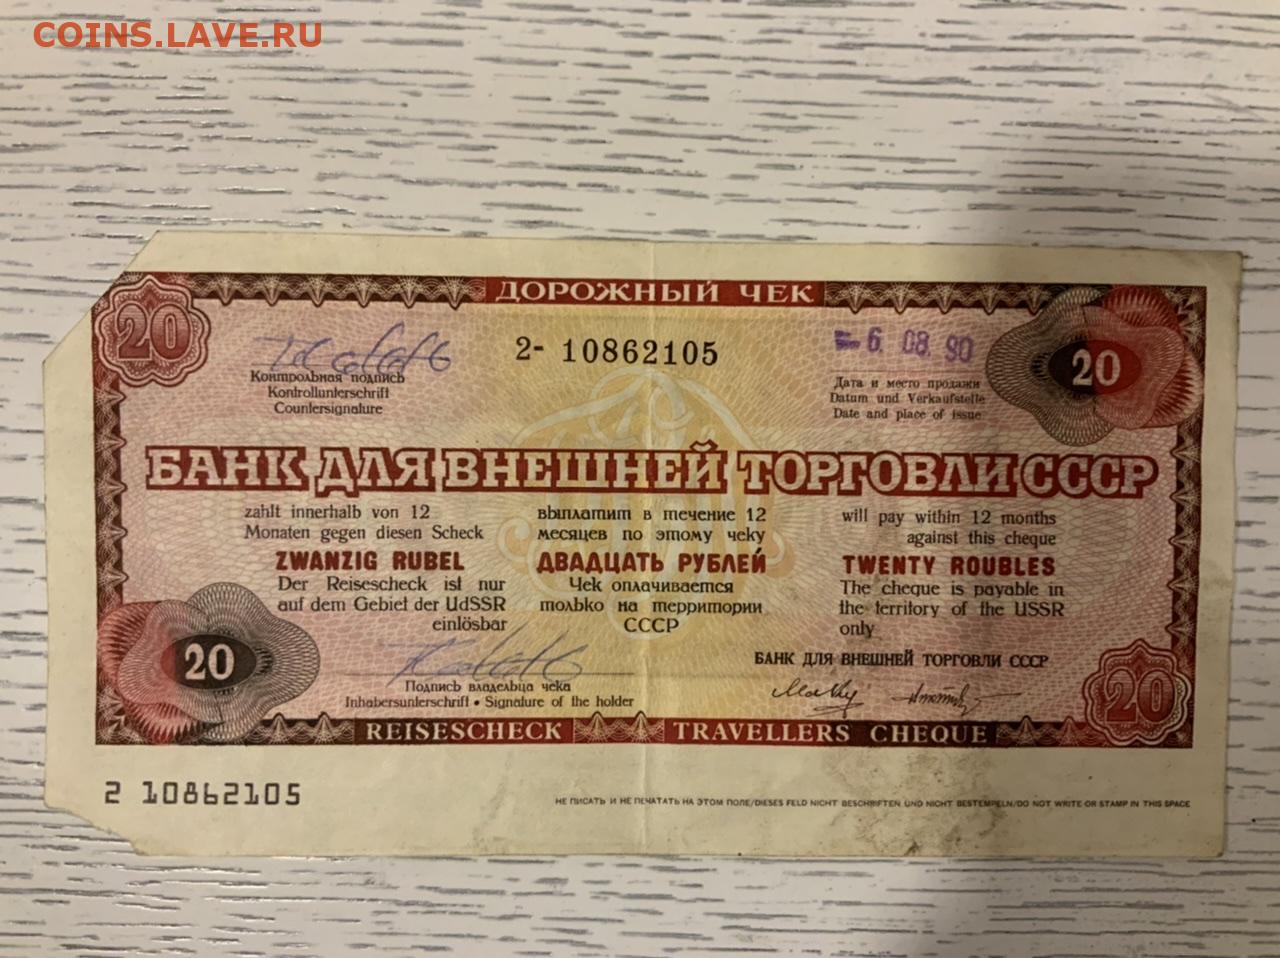 COINS.LAVE.RU
ДОРОЖНЫЙ ЧЕК
20
2- 10862105
6. 08. 90
20
Контрольная подпись
Kontrollunterschrift
Countersignature
Дата и место продажи
Datum und Verkaufstelle
Date and place of issue
БАНК ДЛЯ ВНЕШНЕЙ ТОРГОВЛИ СССР
zahlt innerhalb von 12
Monaten gegen diesen Scheck
ZWANZIG RUBEL
Der Reisescheck ist nur
auf dem Gebiet der UdSSR
einlösbar
выплатит в течение 12
месяцев по этому чеку
ДВАДЦАТЬ РУБЛЕЙ
Чек оплачивается
только на территории
СССР
will pay within 12 months
against this cheque
TWENTY ROUBLES
The cheque is payable in
the territory of the USSR
only
20
БАНК ДЛЯ ВНЕШНЕЙ ТОРГОВЛИ СССР
Подпись владельца чека
Inhabersunterschrift • Signature of the holder
20
REISESCHECK
TRAVELLERS CHEQUE
2 10862105
НЕ ПИСАТЬ И НЕ ПЕЧАТАТЬ НА ЭТОМ ПОЛЕ/DIESES FELD NICHT BESCHRIFTEN UND NICHT BESTEMPELN/DO NOT WRITE OR STAMP IN THIS SPACE